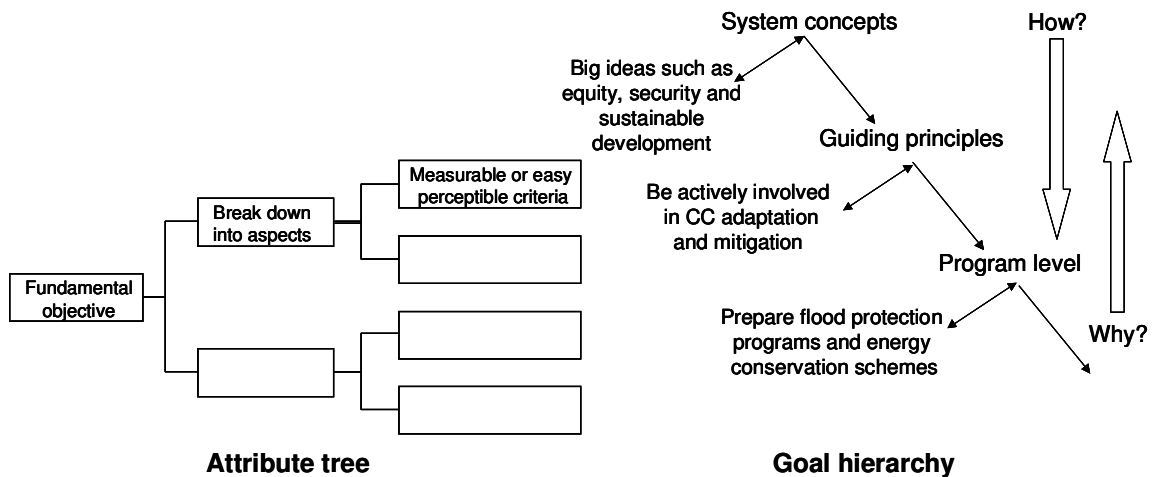 System concepts
How?
Big ideas such as
equity, security and
sustainable
development
Guiding principles
Measurable or easy
perceptible criteria
Be actively involved
in CC adaptation
and mitigation
Break down
into aspects
Program level
Fundamental
objective
Prepare flood protection
programs and energy
conservation schemes
Why?
Attribute tree
Goal hierarchy